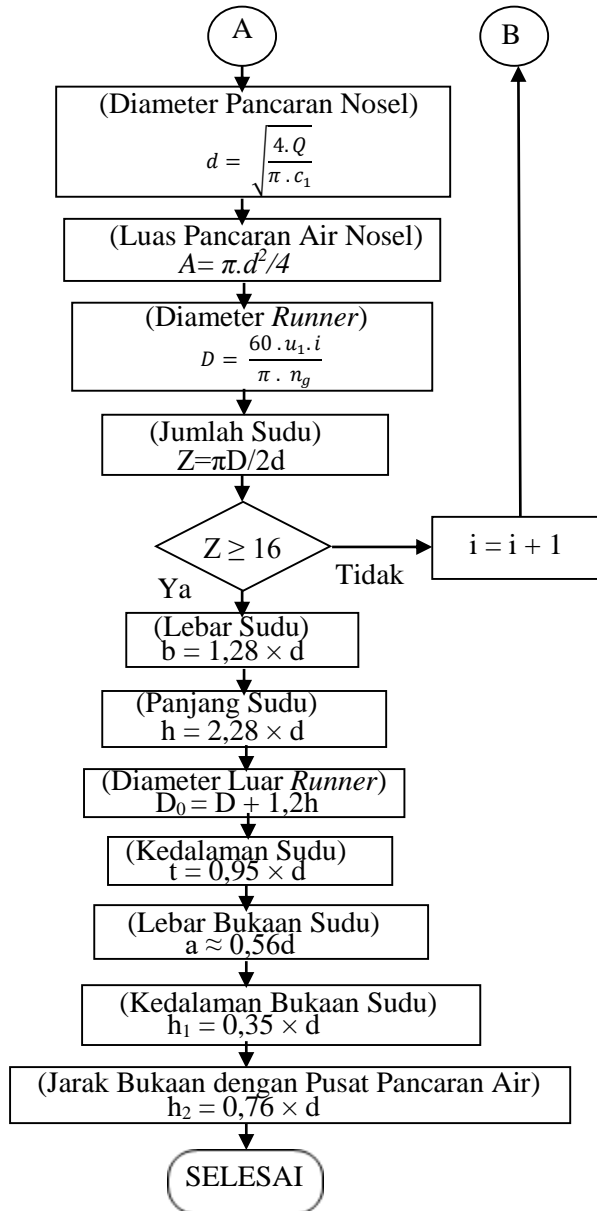 A
B
(Diameter Pancaran Nosel)
d = √(4.Q / π . c₁)
(Luas Pancaran Air Nosel)
A= π.d²/4
(Diameter Runner)
D = 60 . u₁. i / π . n_g
(Jumlah Sudu)
Z=πD/2d
Z ≥ 16
i = i + 1
Tidak
Ya
(Lebar Sudu)
b = 1,28 × d
(Panjang Sudu)
h = 2,28 × d
(Diameter Luar Runner)
D₀ = D + 1,2h
(Kedalaman Sudu)
t = 0,95 × d
(Lebar Bukaan Sudu)
a ≈ 0,56d
(Kedalaman Bukaan Sudu)
h₁ = 0,35 × d
(Jarak Bukaan dengan Pusat Pancaran Air)
h₂ = 0,76 × d
SELESAI